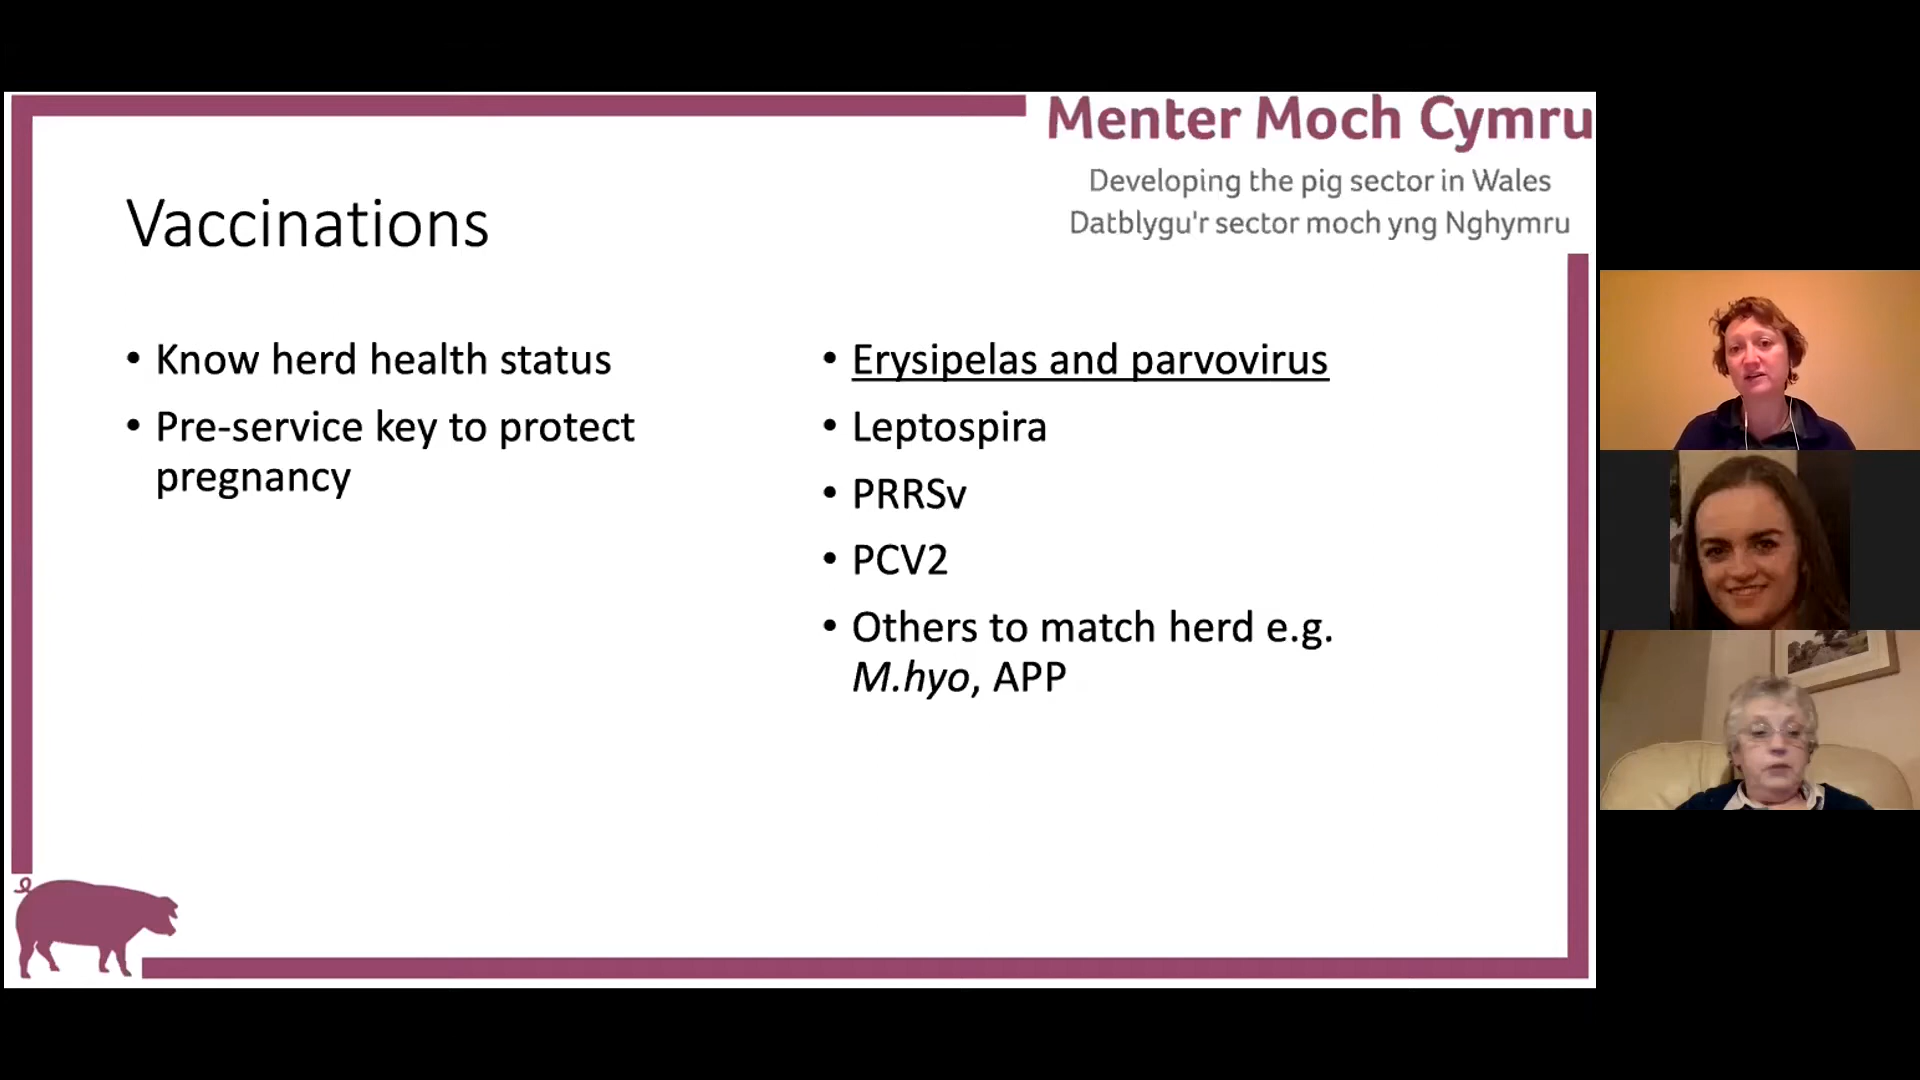 Menter Moch Cymru
Developing the pig sector in Wales
Datblygu'r sector moch yng Nghymru
Vaccinations
• Know herd health status
• Pre-service key to protect
pregnancy
• Erysipelas and parvovirus
• Leptospira
• PRRSv
• PCV2
• Others to match herd e.g.
M.hyo, APP